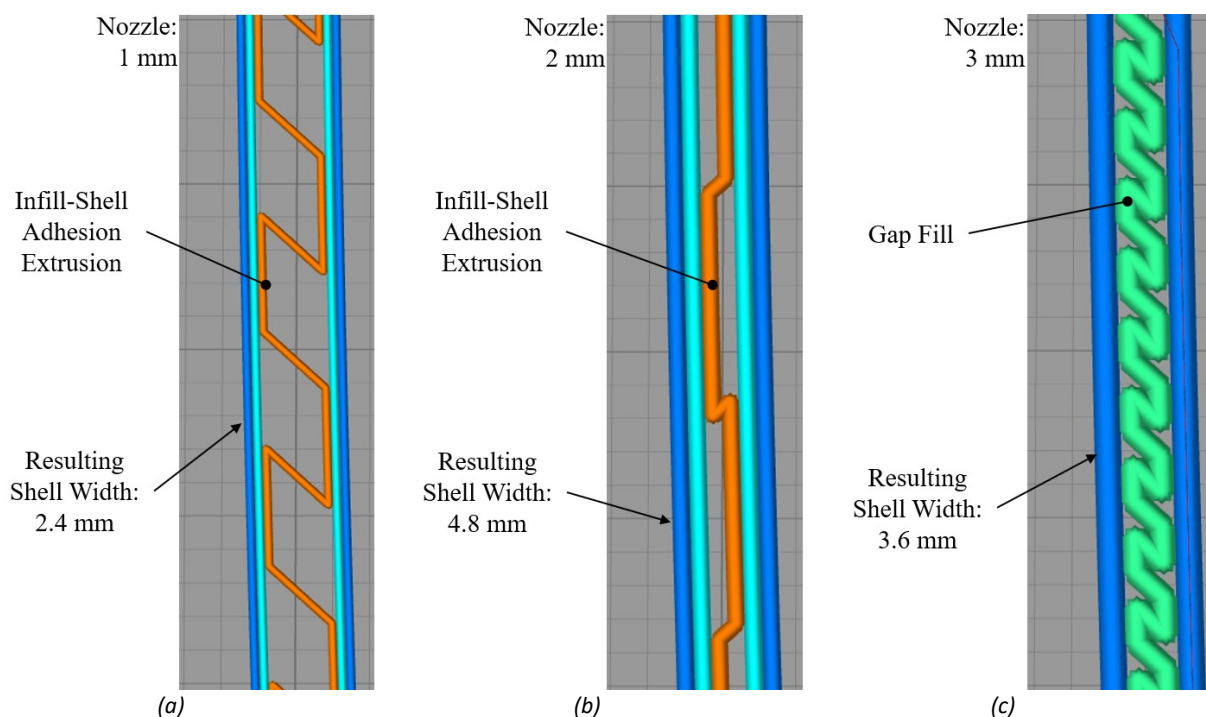 Nozzle:
1 mm
Infill-Shell
Adhesion
Extrusion
Resulting
Shell Width:
2.4 mm
(a)
Nozzle:
2 mm
Infill-Shell
Adhesion
Extrusion
Resulting
Shell Width:
4.8 mm
(b)
Nozzle:
3 mm
Gap Fill
Resulting
Shell Width:
3.6 mm
(c)